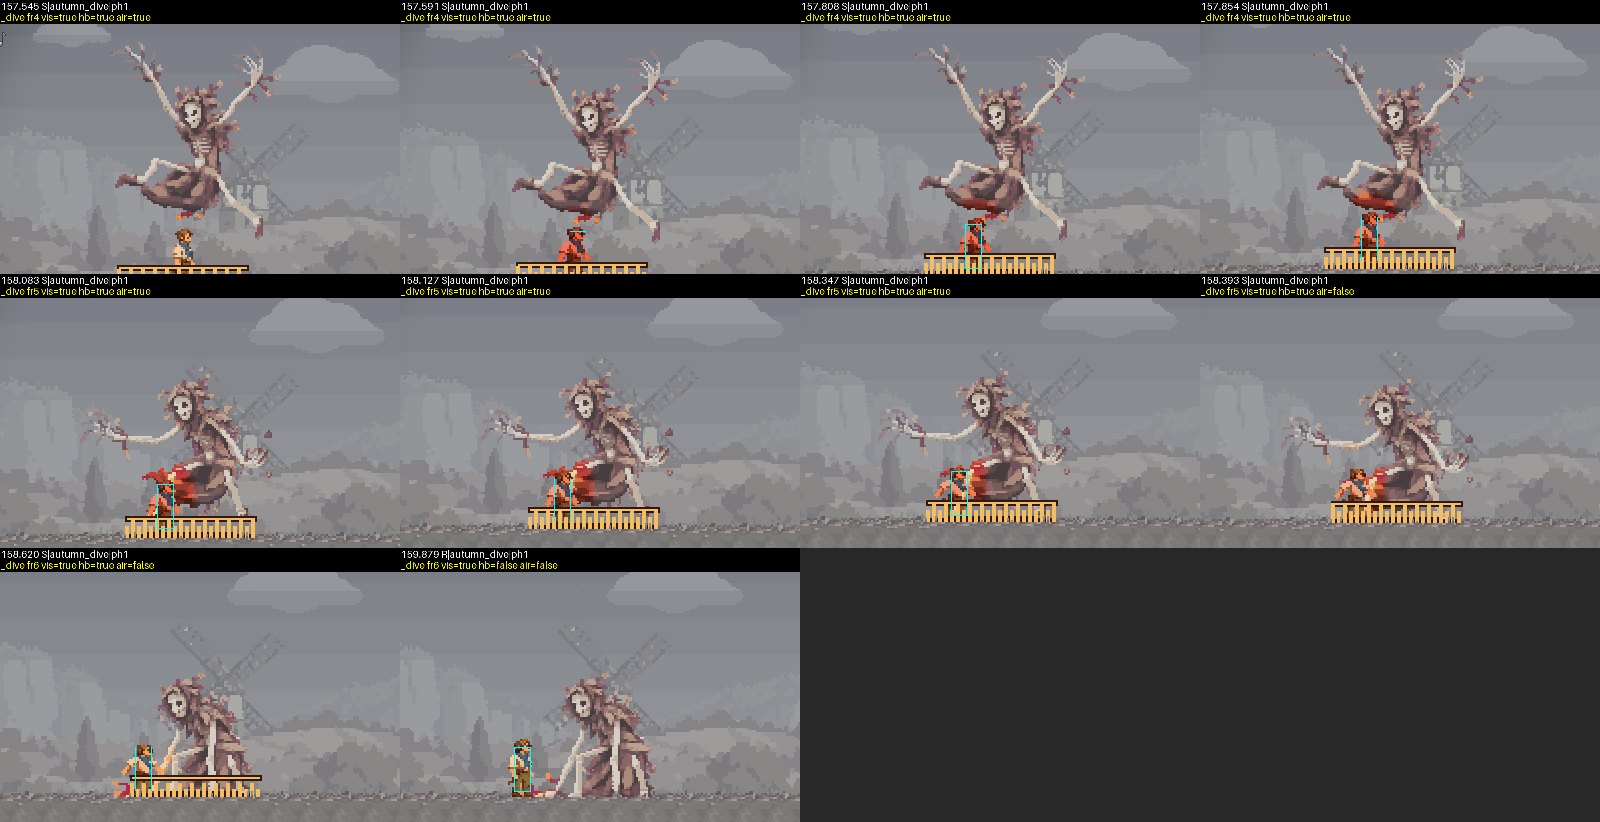 157.545 S|autumn_dive|ph1
_dive fr4 vis=true hb=true air=true
157.591 S|autumn_dive|ph1
_dive fr4 vis=true hb=true air=true
157.808 S|autumn_dive|ph1
_dive fr4 vis=true hb=true air=true
157.854 S|autumn_dive|ph1
_dive fr4 vis=true hb=true air=true
158.083 S|autumn_dive|ph1
_dive fr5 vis=true hb=true air=true
158.127 S|autumn_dive|ph1
_dive fr5 vis=true hb=true air=true
158.347 S|autumn_dive|ph1
_dive fr5 vis=true hb=true air=true
158.393 S|autumn_dive|ph1
_dive fr5 vis=true hb=true air=false
158.620 S|autumn_dive|ph1
_dive fr6 vis=true hb=true air=false
159.879 R|autumn_dive|ph1
_dive fr6 vis=true hb=false air=false